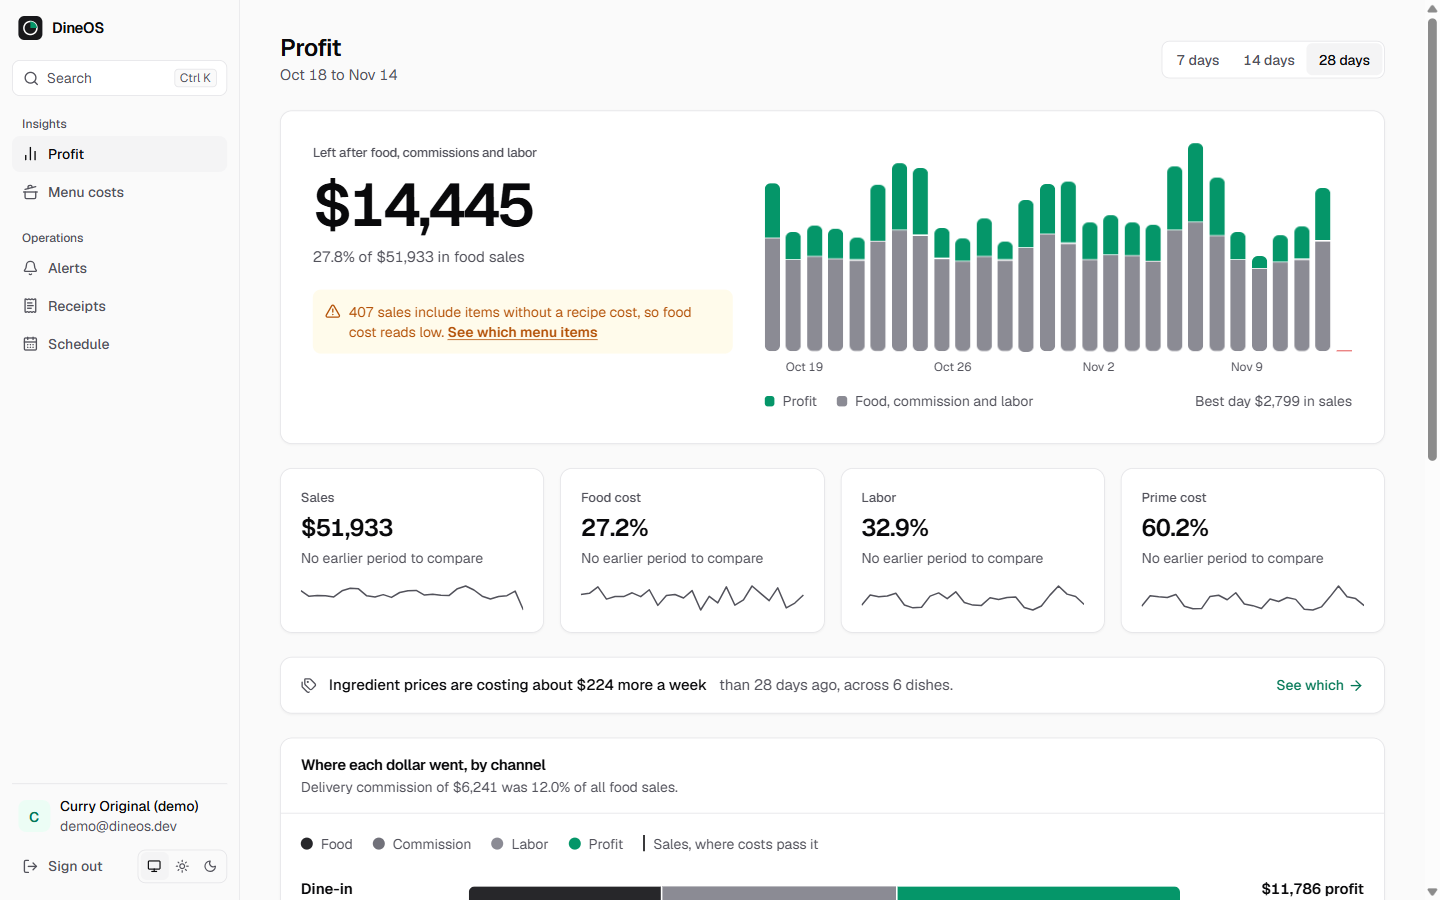 DineOS
Search
Ctrl K
Insights
Profit
Menu costs
Operations
Alerts
Receipts
Schedule
C
Curry Original (demo)
demo@dineos.dev
Sign out
Profit
Oct 18 to Nov 14
7 days
14 days
28 days
Left after food, commissions and labor
$14,445
27.8% of $51,933 in food sales
407 sales include items without a recipe cost, so food
cost reads low. See which menu items
Oct 19
Oct 26
Nov 2
Nov 9
Profit
Food, commission and labor
Best day $2,799 in sales
Sales
$51,933
No earlier period to compare
Food cost
27.2%
No earlier period to compare
Labor
32.9%
No earlier period to compare
Prime cost
60.2%
No earlier period to compare
Ingredient prices are costing about $224 more a week than 28 days ago, across 6 dishes.
See which →
Where each dollar went, by channel
Delivery commission of $6,241 was 12.0% of all food sales.
Food
Commission
Labor
Profit
Sales, where costs pass it
Dine-in
$11,786 profit